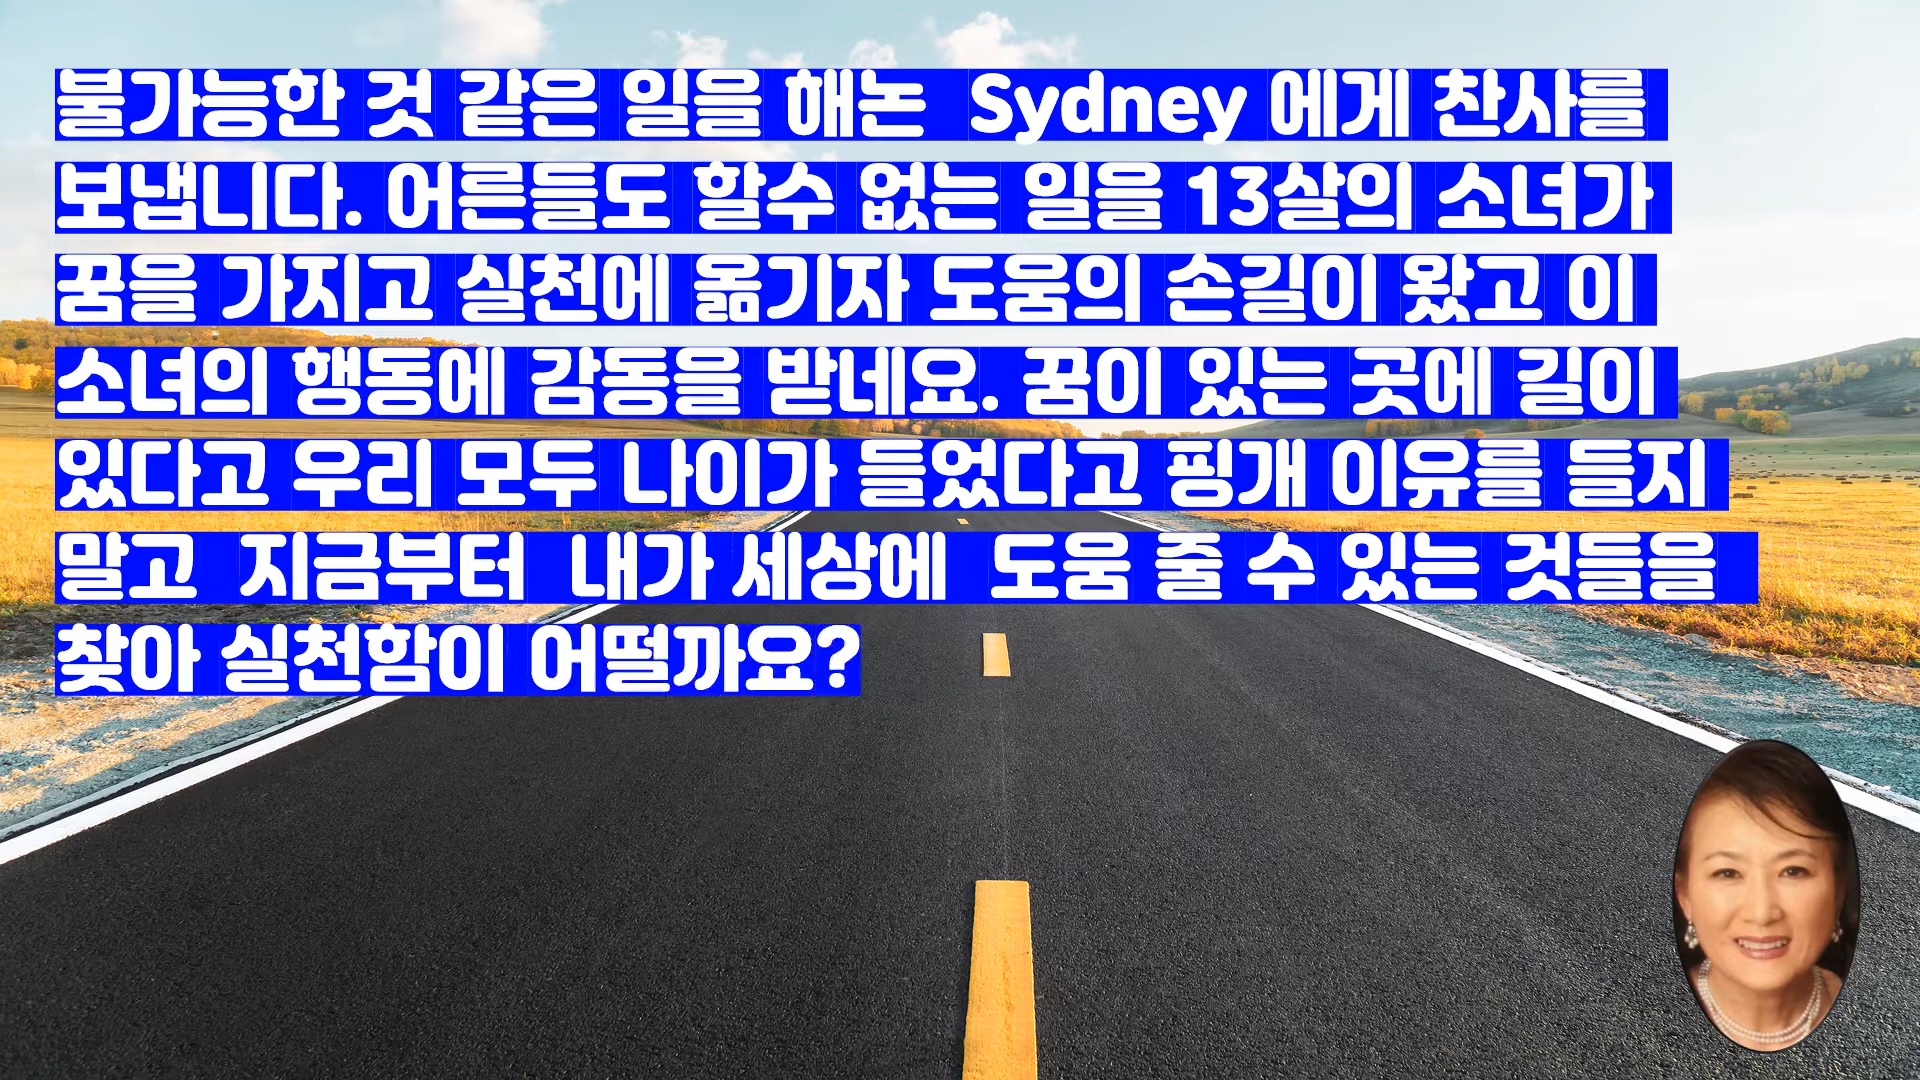 불가능한 것 같은 일을 해논 Sydney 에게 찬사를
보냅니다. 어른들도 할수 없는 일을 13살의 소녀가
꿈을 가지고 실천에 옮기자 도움의 손길이 왔고 이
소녀의 행동에 감동을 받네요. 꿈이 있는 곳에 길이
있다고 우리 모두 나이가 들었다고 핑개 이유를 들지
말고 지금부터 내가 세상에 도움 줄 수 있는 것들을
찾아 실천함이 어떨까요?